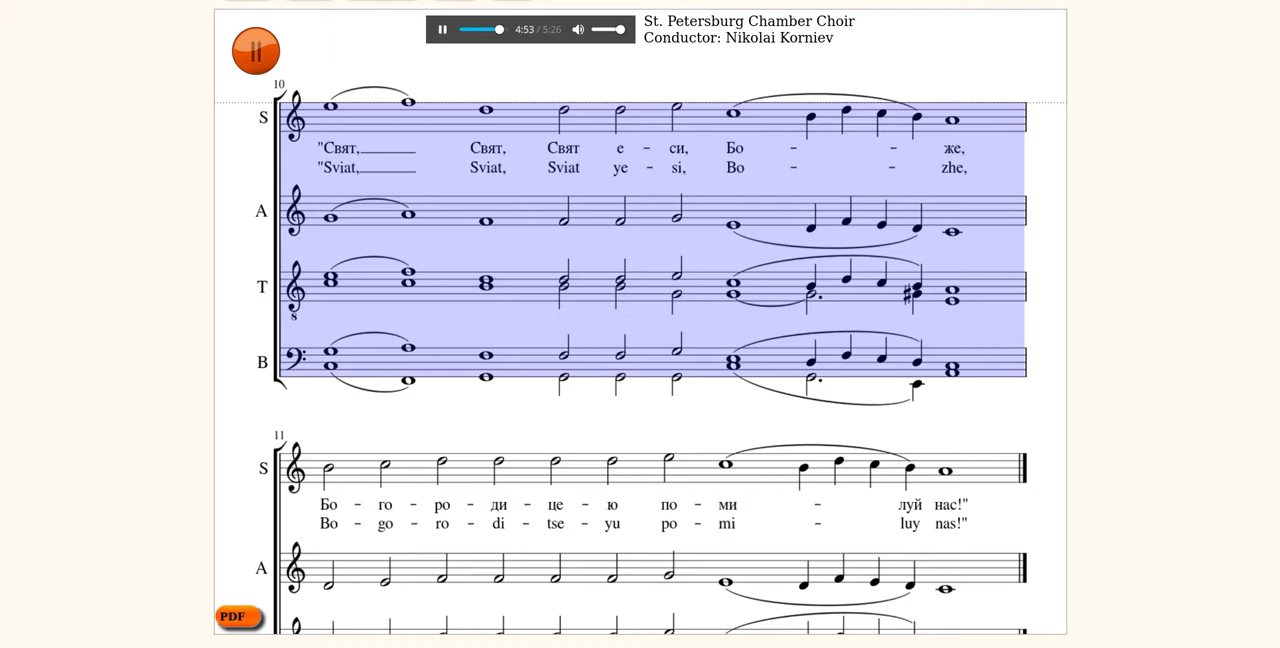 St. Petersburg Chamber Choir
4:53 / 5:26
Conductor: Nikolai Korniev
10
S
"Свят, Свят, Свят е - си, Бо - - же,
"Sviat, Sviat, Sviat ye - si, Bo - - zhe,
A
T
8
B
11
S
Бо - го - ро - ди - це - ю по - ми - луй нас!"
Bo - go - ro - di - tse - yu po - mi - luy nas!"
A
PDF